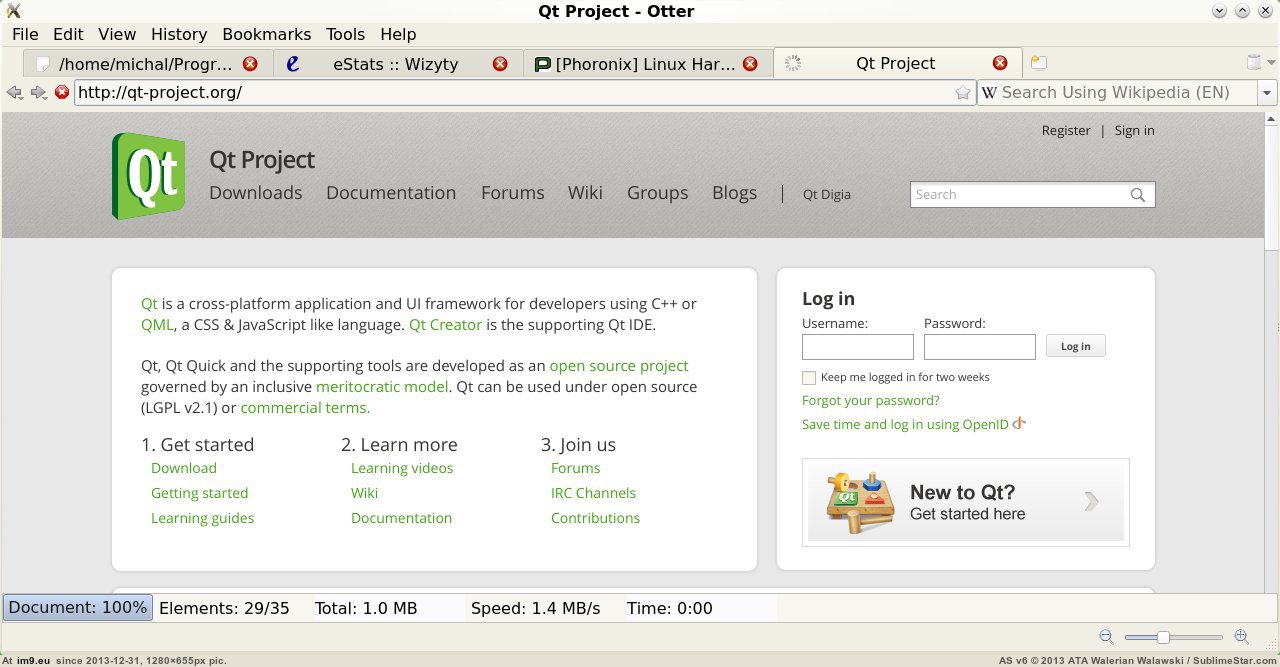 Qt Project - Otter
File Edit View History Bookmarks Tools Help
/home/michal/Progr... eStats :: Wizyty [Phoronix] Linux Har... Qt Project
http://qt-project.org/ W Search Using Wikipedia (EN)
Register | Sign in
Qt Qt Project
Downloads Documentation Forums Wiki Groups Blogs | Qt Digia Search
Qt is a cross-platform application and UI framework for developers using C++ or
QML, a CSS & JavaScript like language. Qt Creator is the supporting Qt IDE.
Qt, Qt Quick and the supporting tools are developed as an open source project
governed by an inclusive meritocratic model. Qt can be used under open source
(LGPL v2.1) or commercial terms.
1. Get started
Download
Getting started
Learning guides
2. Learn more
Learning videos
Wiki
Documentation
3. Join us
Forums
IRC Channels
Contributions
Log in
Username: Password:
Log in
Keep me logged in for two weeks
Forgot your password?
Save time and log in using OpenID
Qt
New to Qt?
Get started here
Document: 100% Elements: 29/35 Total: 1.0 MB Speed: 1.4 MB/s Time: 0:00
At im9.eu since 2013-12-31, 1280×655px pic. AS v6 © 2013 ATA Walerian Walawski / SublimeStar.com